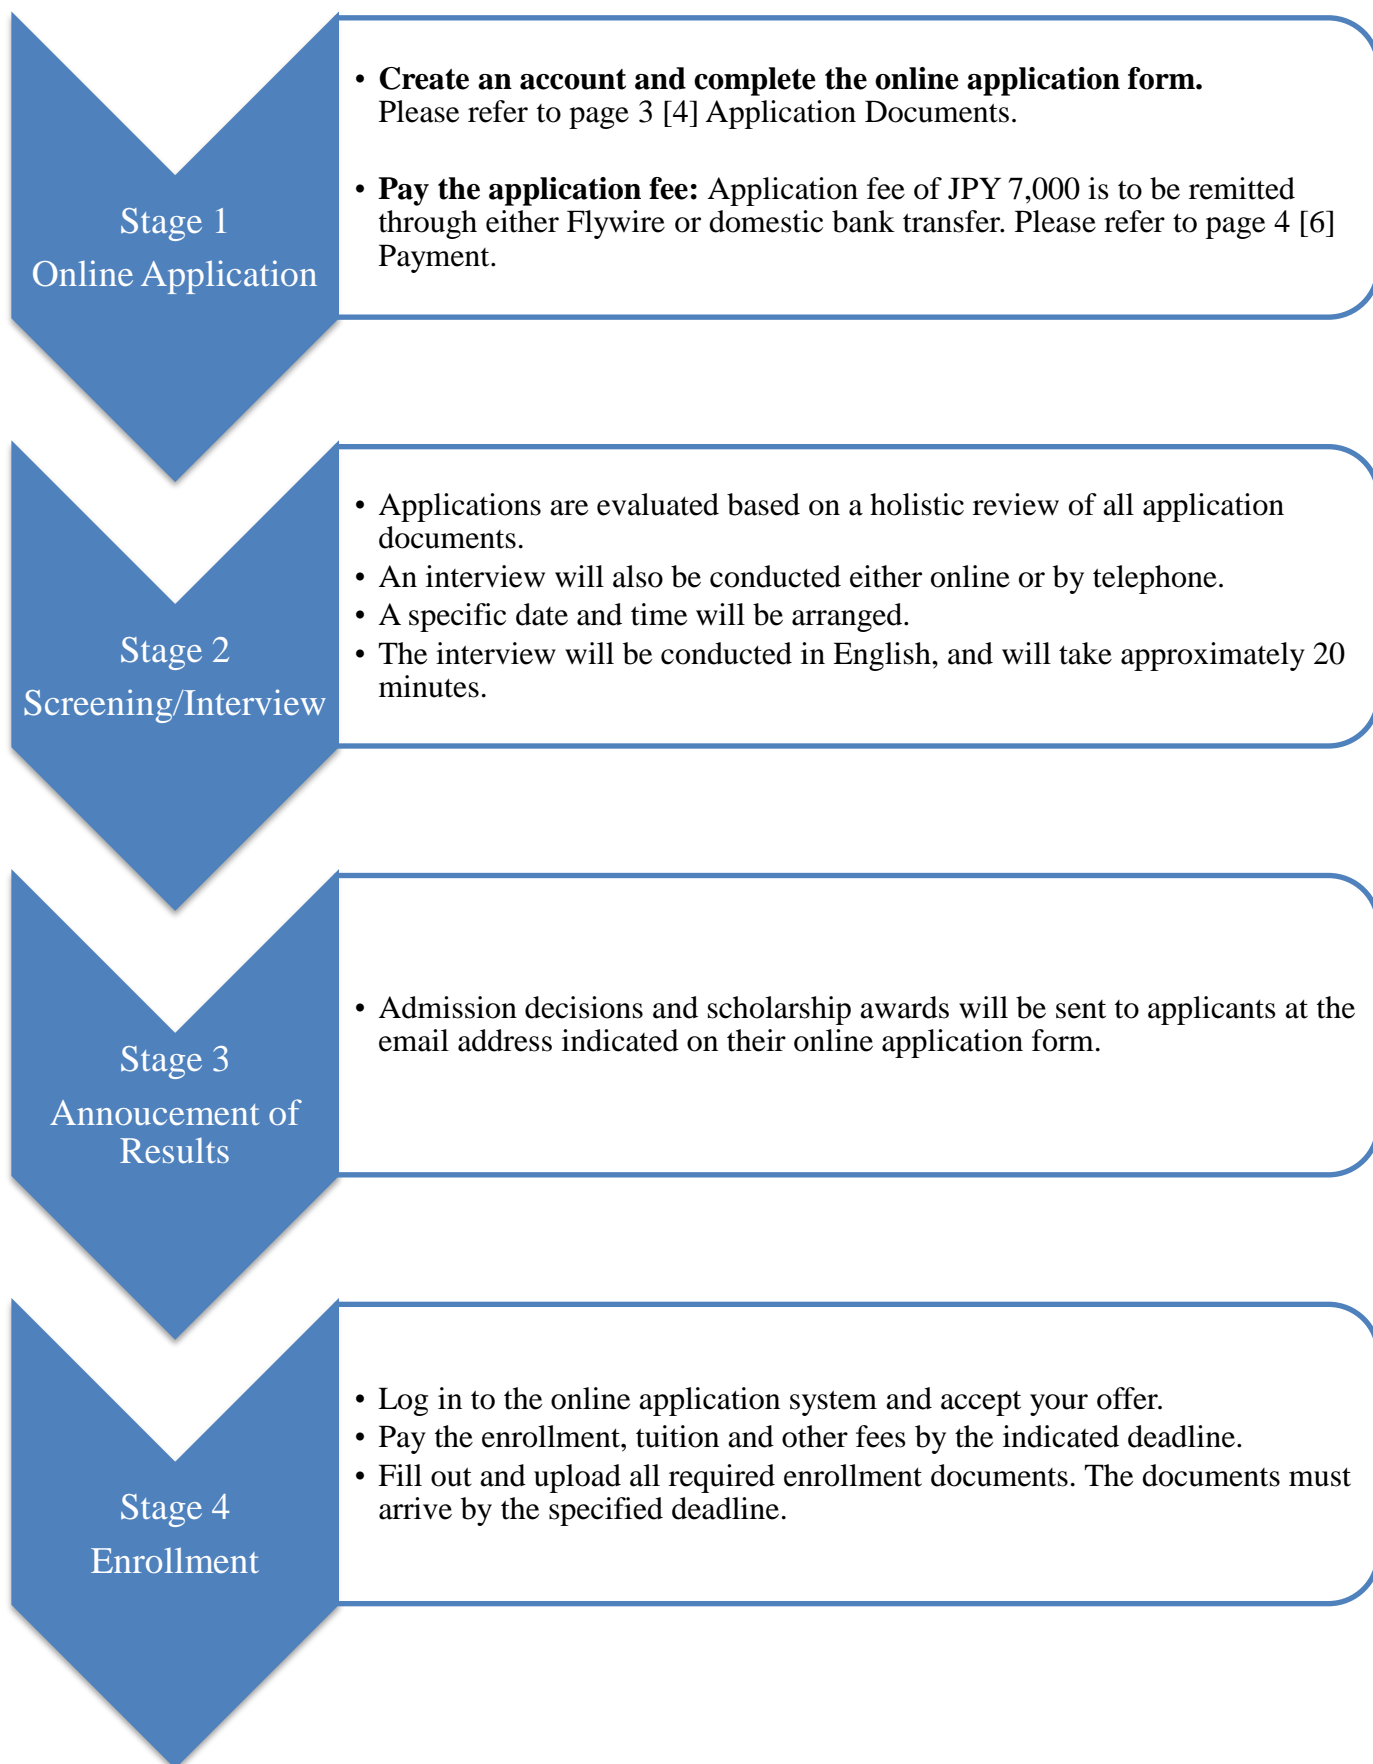 Stage 1
Online Application
• Create an account and complete the online application form.
Please refer to page 3 [4] Application Documents.
• Pay the application fee: Application fee of JPY 7,000 is to be remitted
through either Flywire or domestic bank transfer. Please refer to page 4 [6]
Payment.
Stage 2
Screening/Interview
• Applications are evaluated based on a holistic review of all application
documents.
• An interview will also be conducted either online or by telephone.
• A specific date and time will be arranged.
• The interview will be conducted in English, and will take approximately 20
minutes.
Stage 3
Annoucement of
Results
• Admission decisions and scholarship awards will be sent to applicants at the
email address indicated on their online application form.
Stage 4
Enrollment
• Log in to the online application system and accept your offer.
• Pay the enrollment, tuition and other fees by the indicated deadline.
• Fill out and upload all required enrollment documents. The documents must
arrive by the specified deadline.